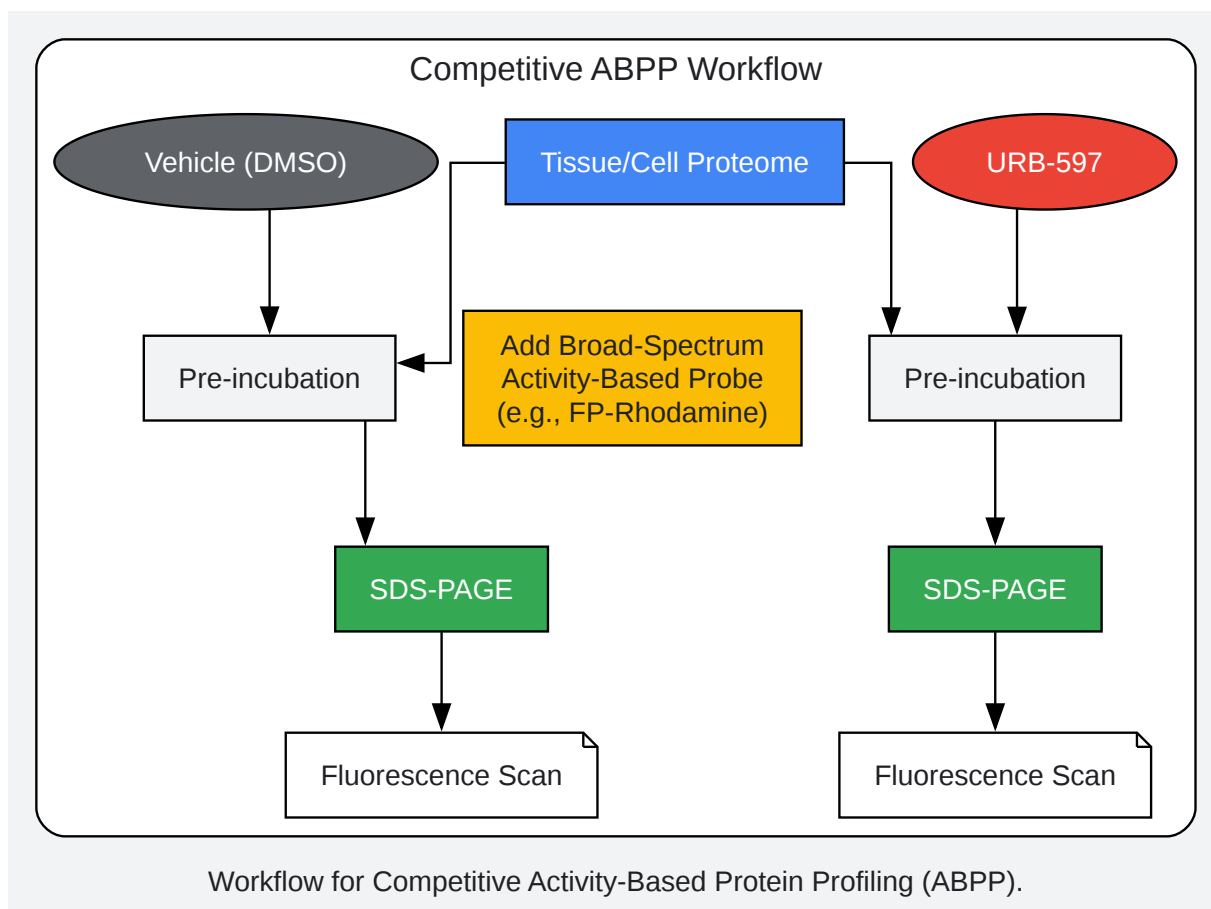 Competitive ABPP Workflow
Vehicle (DMSO)
Tissue/Cell Proteome
URB-597
Pre-incubation
Add Broad-Spectrum
Activity-Based Probe
(e.g., FP-Rhodamine)
Pre-incubation
SDS-PAGE
SDS-PAGE
Fluorescence Scan
Fluorescence Scan
Workflow for Competitive Activity-Based Protein Profiling (ABPP).